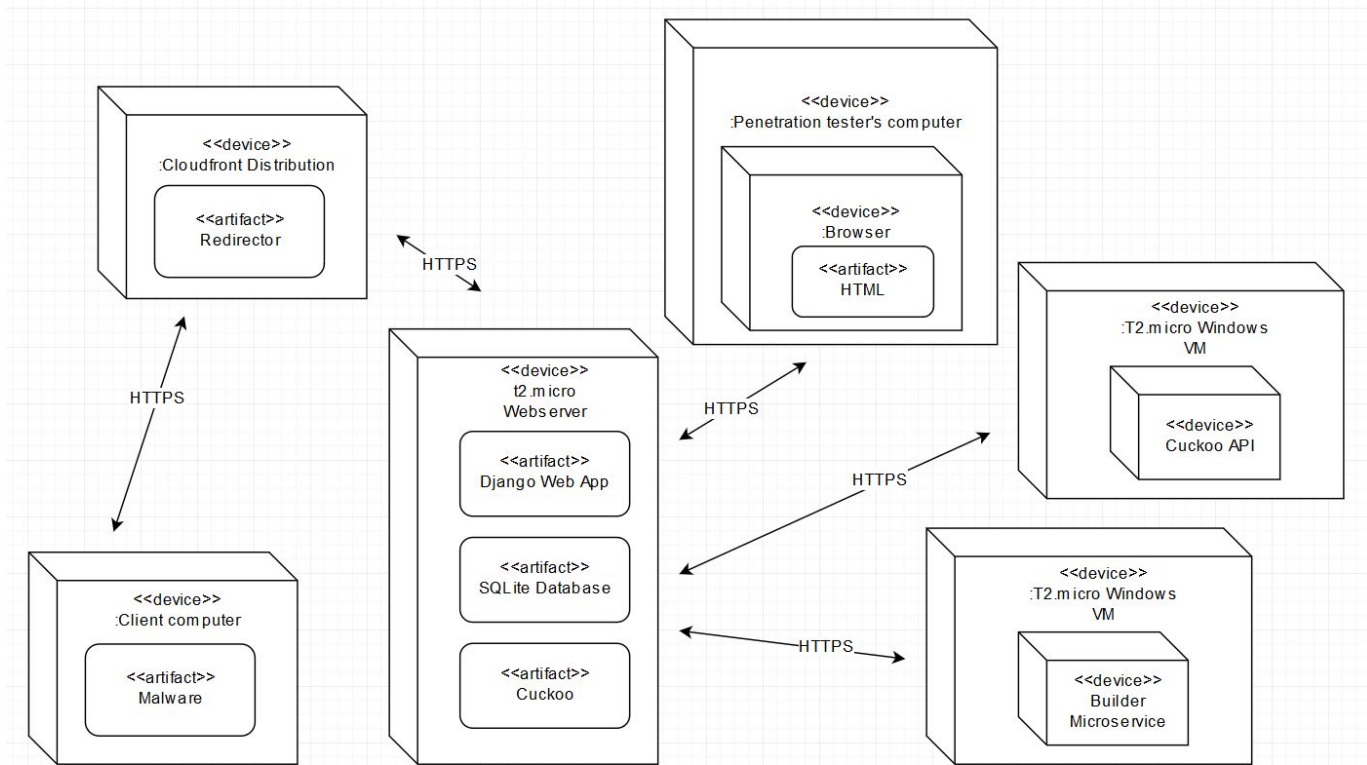 <<device>>
:Cloudfront Distribution
<<artifact>>
Redirector
HTTPS
HTTPS
<<device>>
:Client computer
<<artifact>>
Malware
<<device>>
t2.micro
Webserver
<<artifact>>
Django Web App
<<artifact>>
SQLite Database
<<artifact>>
Cuckoo
<<device>>
:Penetration tester's computer
<<device>>
:Browser
<<artifact>>
HTML
HTTPS
HTTPS
HTTPS
<<device>>
:T2.micro Windows
VM
<<device>>
Cuckoo API
<<device>>
:T2.micro Windows
VM
<<device>>
Builder
Microservice